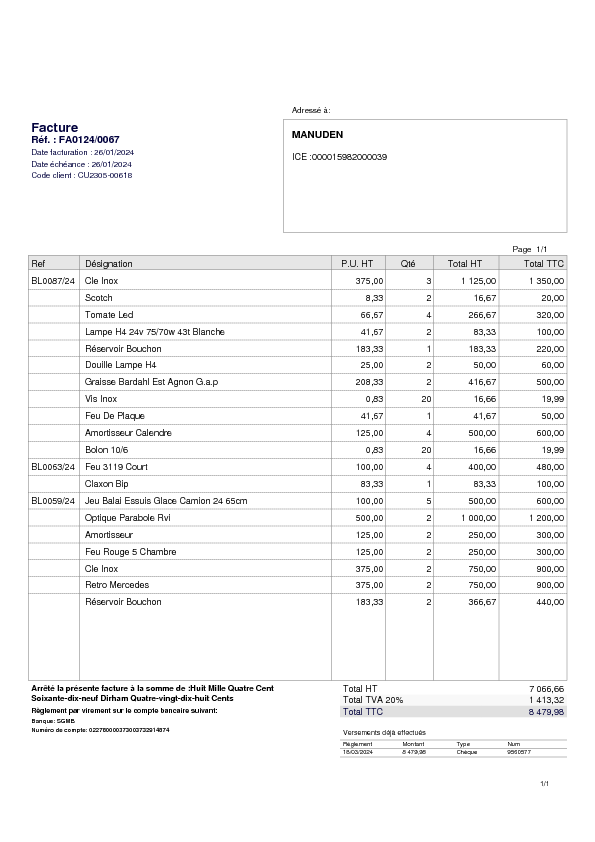 Adressé à:
Facture
Réf. : FA0124/0067
Date facturation : 26/01/2024
Date échéance : 26/01/2024
Code client : CU2305-00618
MANUDEN
ICE :000015982000039
Page 1/1
Ref Désignation P.U. HT Qté Total HT Total TTC
BL0087/24 Cle Inox 375,00 3 1 125,00 1 350,00
Scotch 8,33 2 16,67 20,00
Tomate Led 66,67 4 266,67 320,00
Lampe H4 24v 75/70w 43t Blanche 41,67 2 83,33 100,00
Réservoir Bouchon 183,33 1 183,33 220,00
Douille Lampe H4 25,00 2 50,00 60,00
Graisse Bardahl Est Agnon G.a.p 208,33 2 416,67 500,00
Vis Inox 0,83 20 16,66 19,99
Feu De Plaque 41,67 1 41,67 50,00
Amortisseur Calendre 125,00 4 500,00 600,00
Bolon 10/6 0,83 20 16,66 19,99
BL0063/24 Feu 3119 Court 100,00 4 400,00 480,00
Claxon Bip 83,33 1 83,33 100,00
BL0059/24 Jeu Balai Essuis Glace Camion 24 65cm 100,00 5 500,00 600,00
Optique Parabole Rvi 500,00 2 1 000,00 1 200,00
Amortisseur 125,00 2 250,00 300,00
Feu Rouge 5 Chambre 125,00 2 250,00 300,00
Cle Inox 375,00 2 750,00 900,00
Retro Mercedes 375,00 2 750,00 900,00
Réservoir Bouchon 183,33 2 366,67 440,00
Arrêté la présente facture à la somme de :Huit Mille Quatre Cent
Soixante-dix-neuf Dirham Quatre-vingt-dix-huit Cents
Règlement par virement sur le compte bancaire suivant:
Banque: SGMB
Numéro de compte:
Total HT 7 066,66
Total TVA 20% 1 413,32
Total TTC 8 479,98
Versements déjà effectués
Règlement Montant Type Num
18/03/2024 8 479,98 Chèque 9560577
1/1